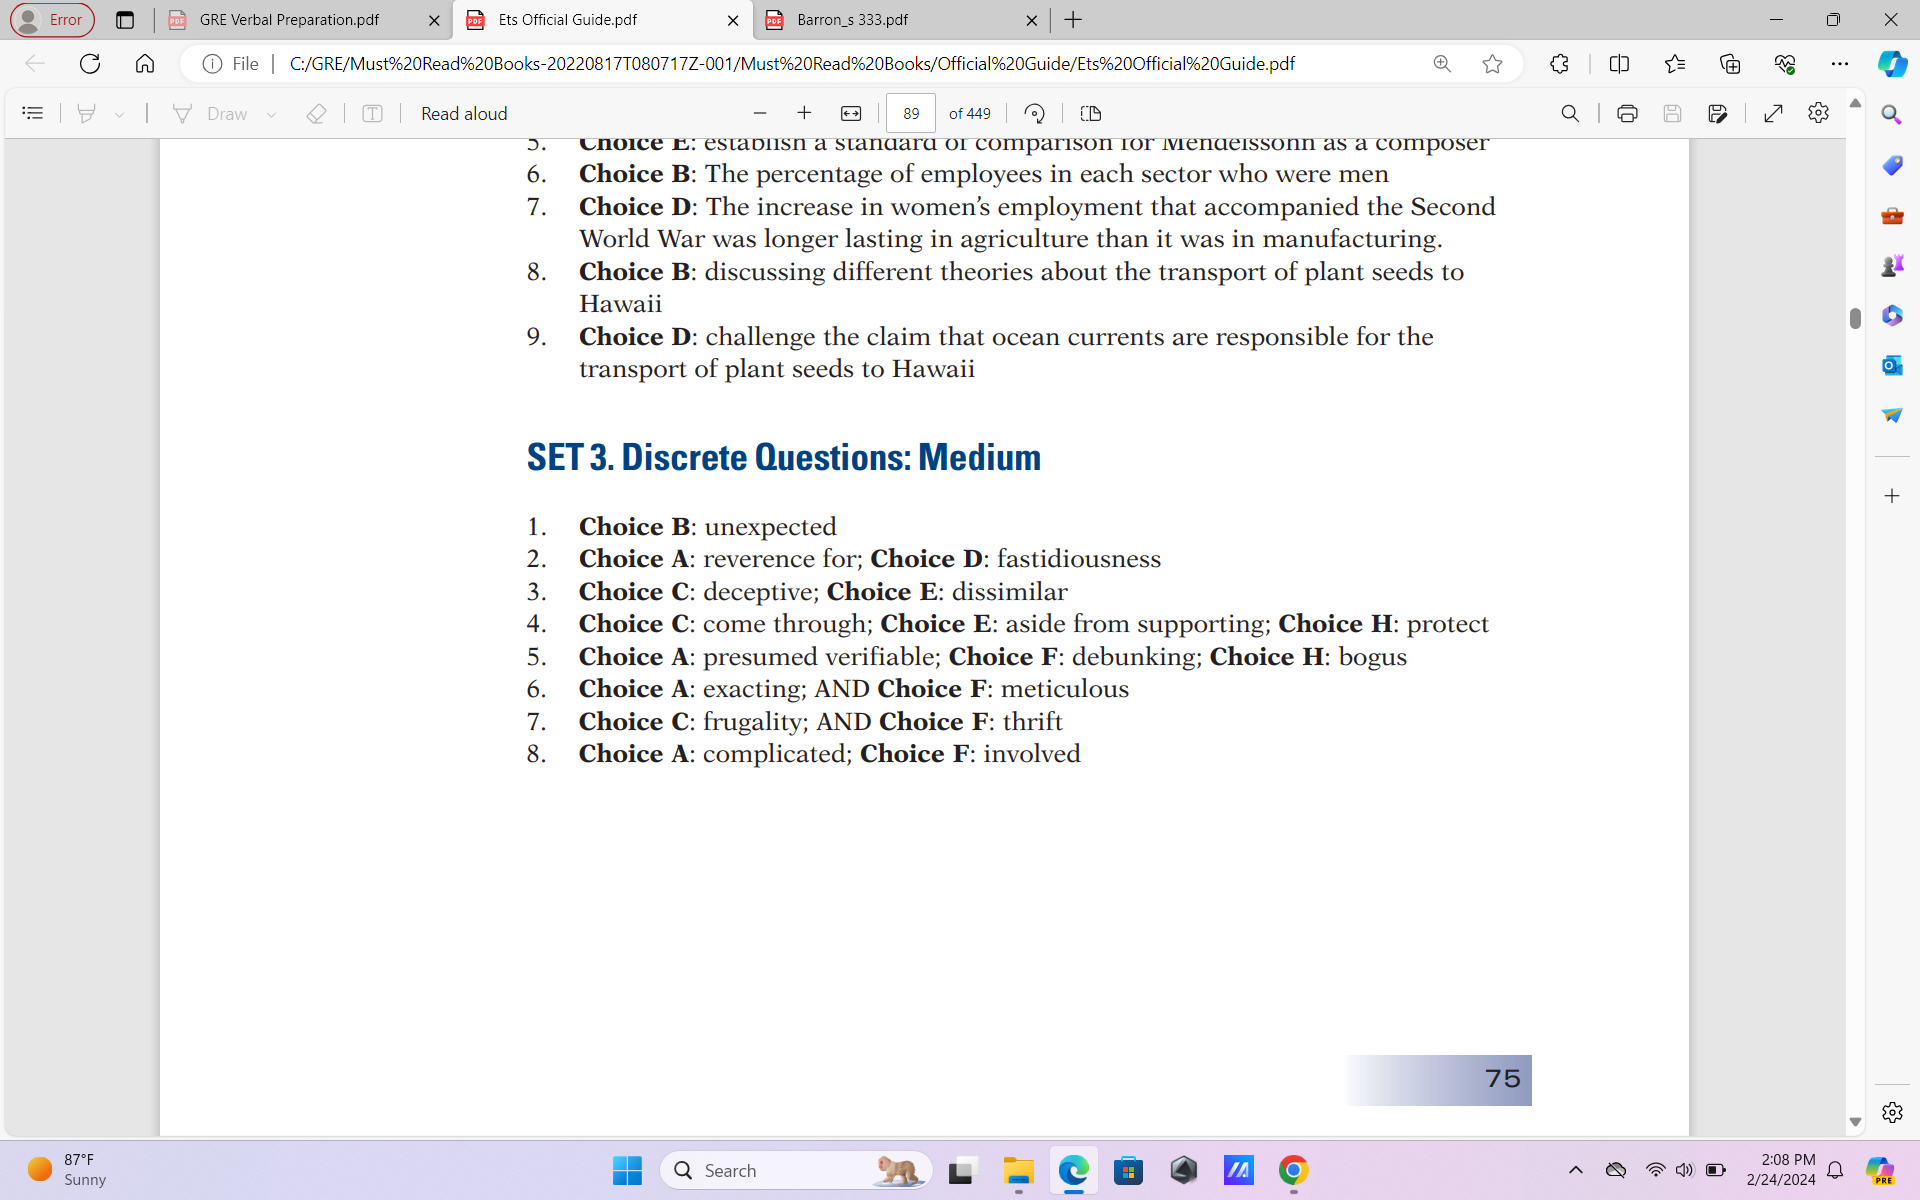 Error
GRE Verbal Preparation.pdf
Ets Official Guide.pdf
Barron_s 333.pdf
File
C:/GRE/Must%20Read%20Books-20220817T080717Z-001/Must%20Read%20Books/Official%20Guide/Ets%20Official%20Guide.pdf
Draw
Read aloud
89
of 449
5. Choice E: establish a standard of comparison for Mendelssohn as a composer
6. Choice B: The percentage of employees in each sector who were men
7. Choice D: The increase in women's employment that accompanied the Second
World War was longer lasting in agriculture than it was in manufacturing.
8. Choice B: discussing different theories about the transport of plant seeds to
Hawaii
9. Choice D: challenge the claim that ocean currents are responsible for the
transport of plant seeds to Hawaii
SET 3. Discrete Questions: Medium
1. Choice B: unexpected
2. Choice A: reverence for; Choice D: fastidiousness
3. Choice C: deceptive; Choice E: dissimilar
4. Choice C: come through; Choice E: aside from supporting; Choice H: protect
5. Choice A: presumed verifiable; Choice F: debunking; Choice H: bogus
6. Choice A: exacting; AND Choice F: meticulous
7. Choice C: frugality; AND Choice F: thrift
8. Choice A: complicated; Choice F: involved
75
87°F
Sunny
Search
2:08 PM
2/24/2024
PRE